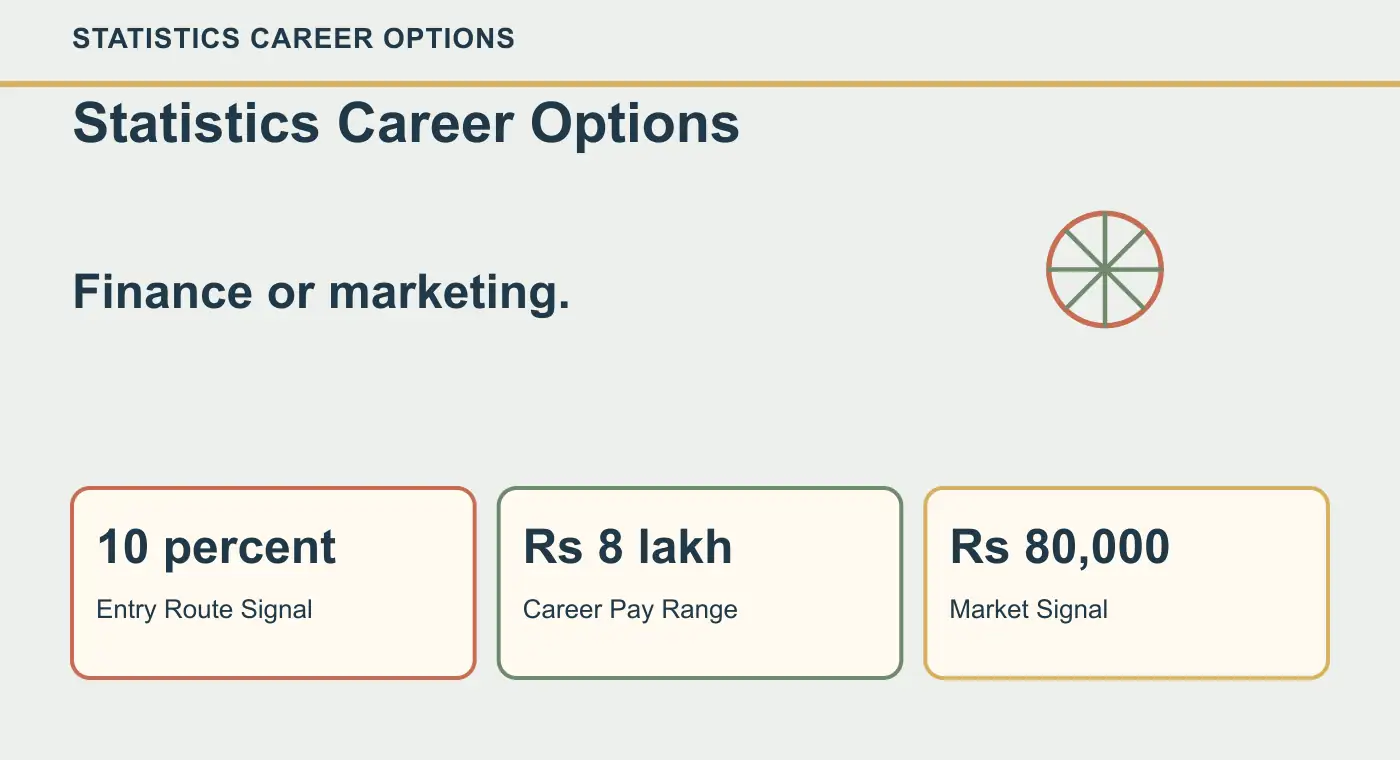 STATISTICS CAREER OPTIONS
Statistics Career Options
Finance or marketing.
10 percent
Entry Route Signal
Rs 8 lakh
Career Pay Range
Rs 80,000
Market Signal